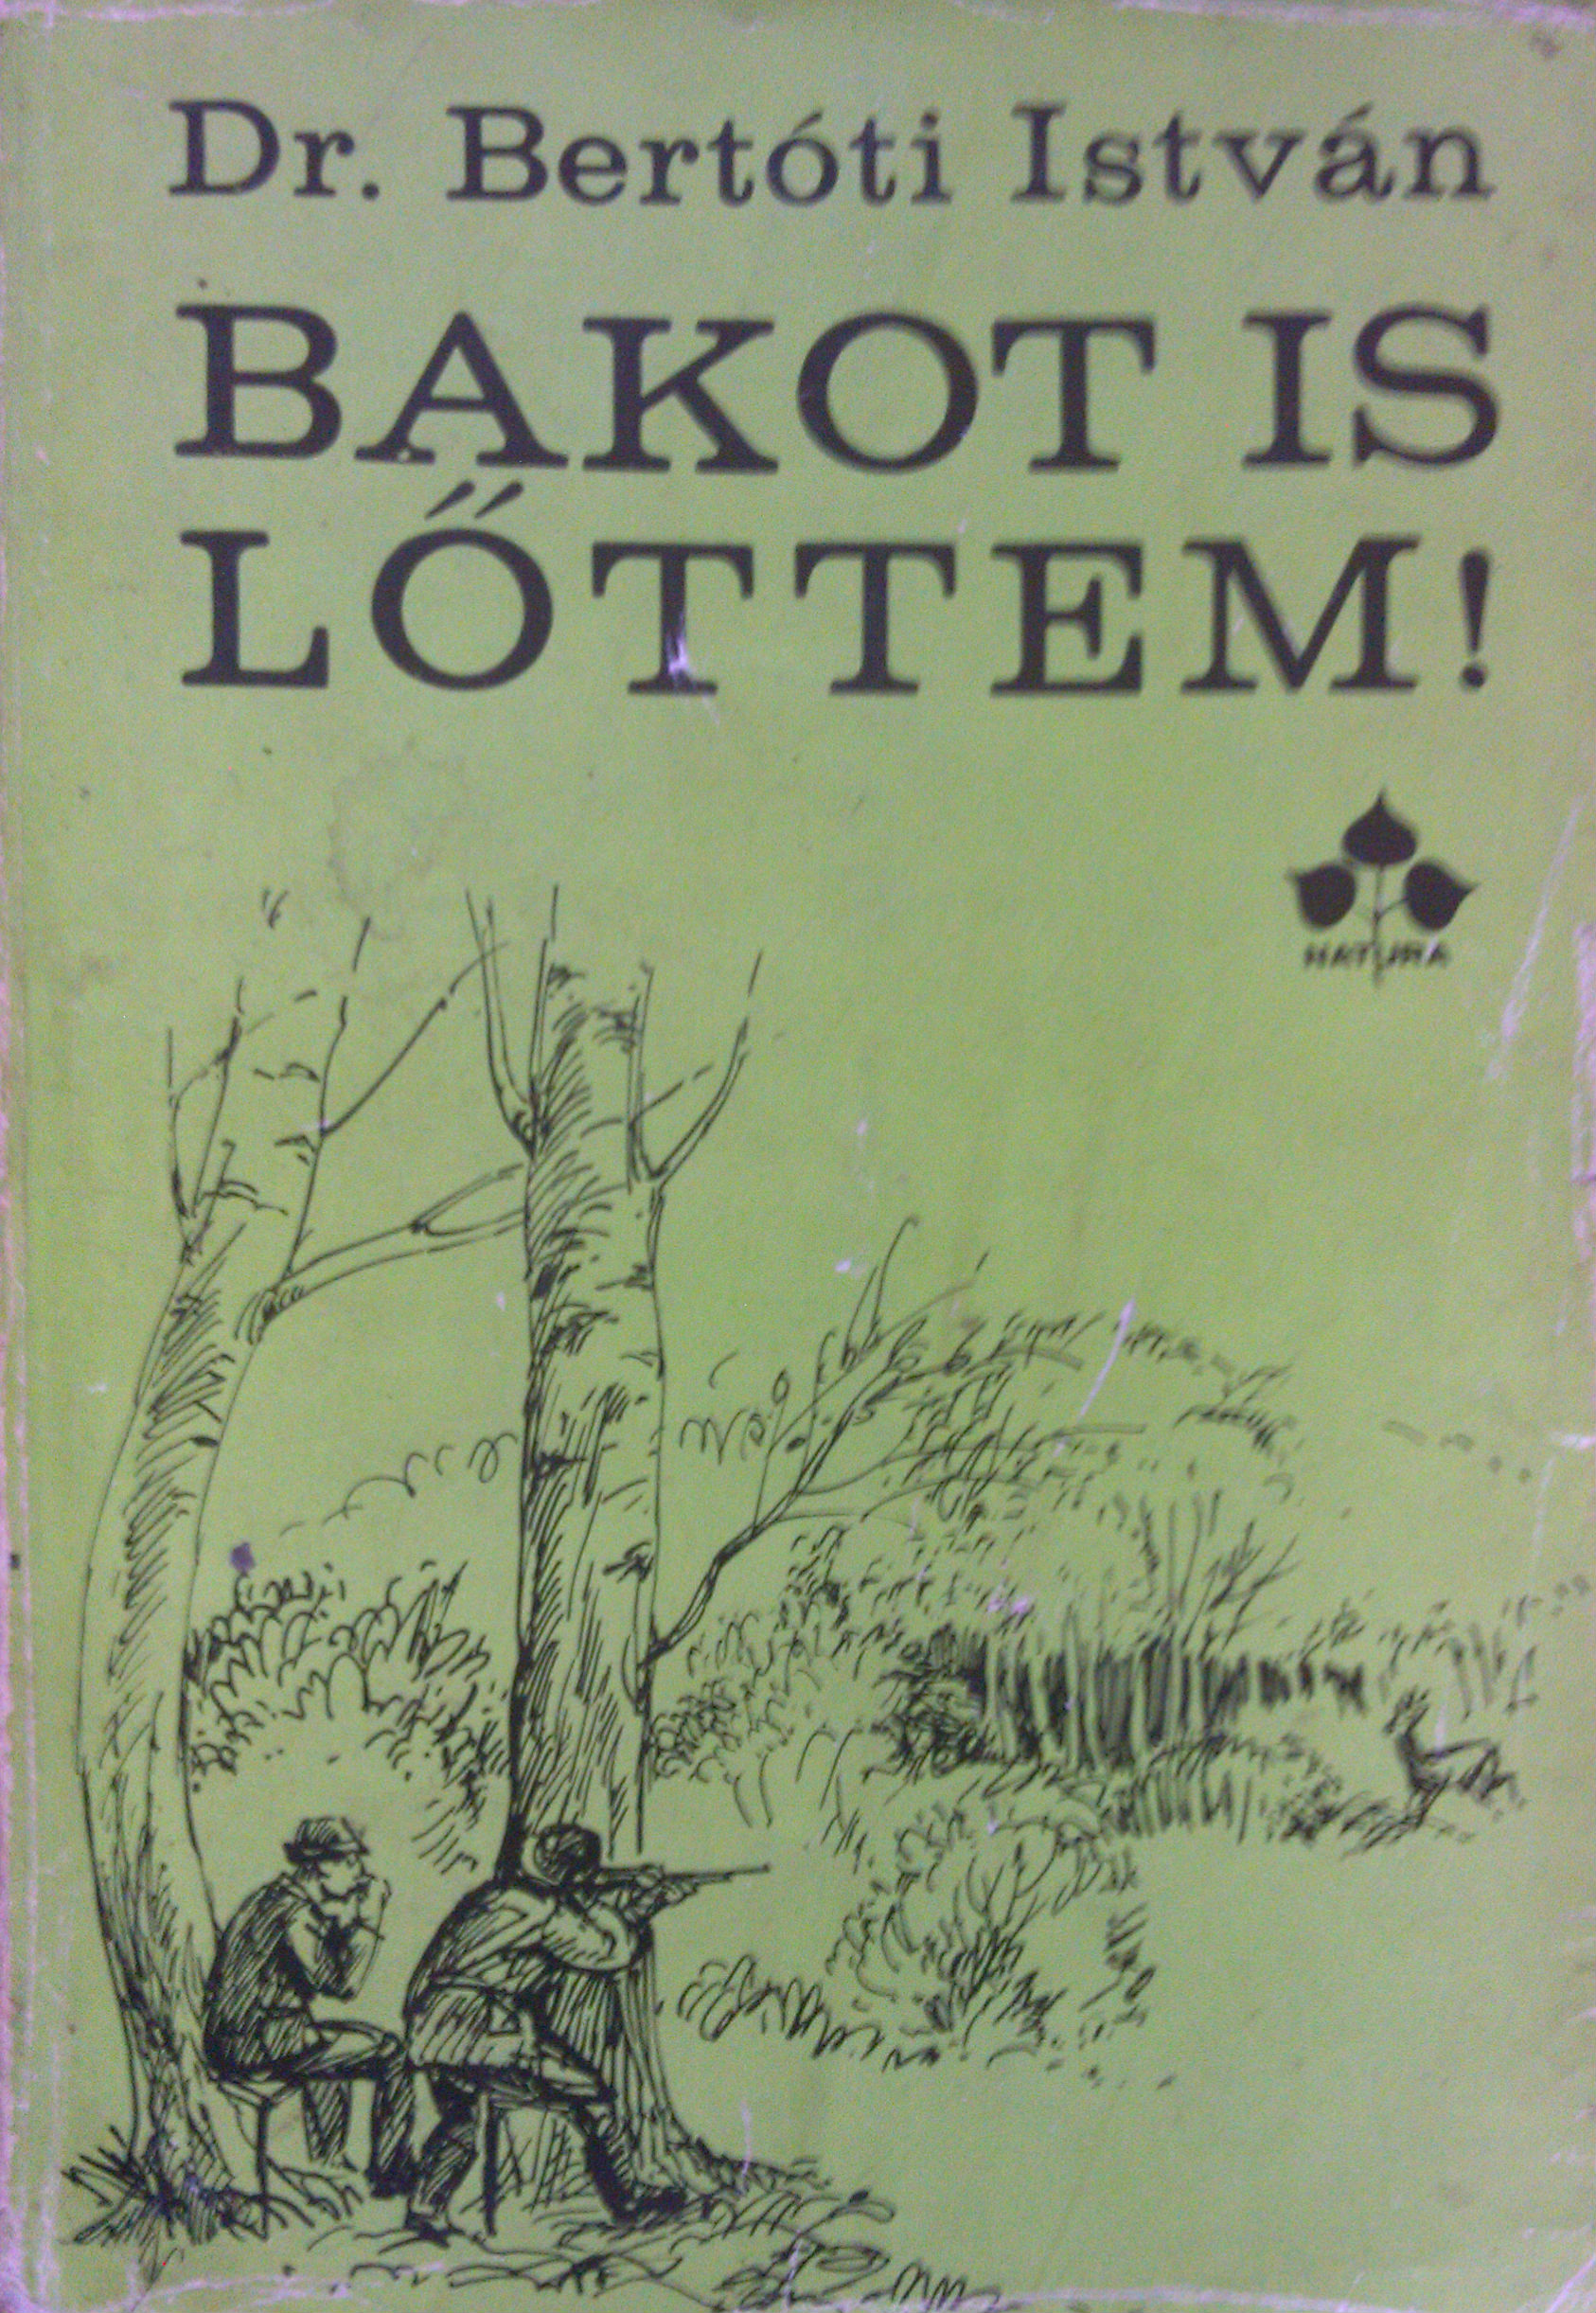 Dr. Bertóti István
BAKOT IS
LŐTTEM!
NATURA